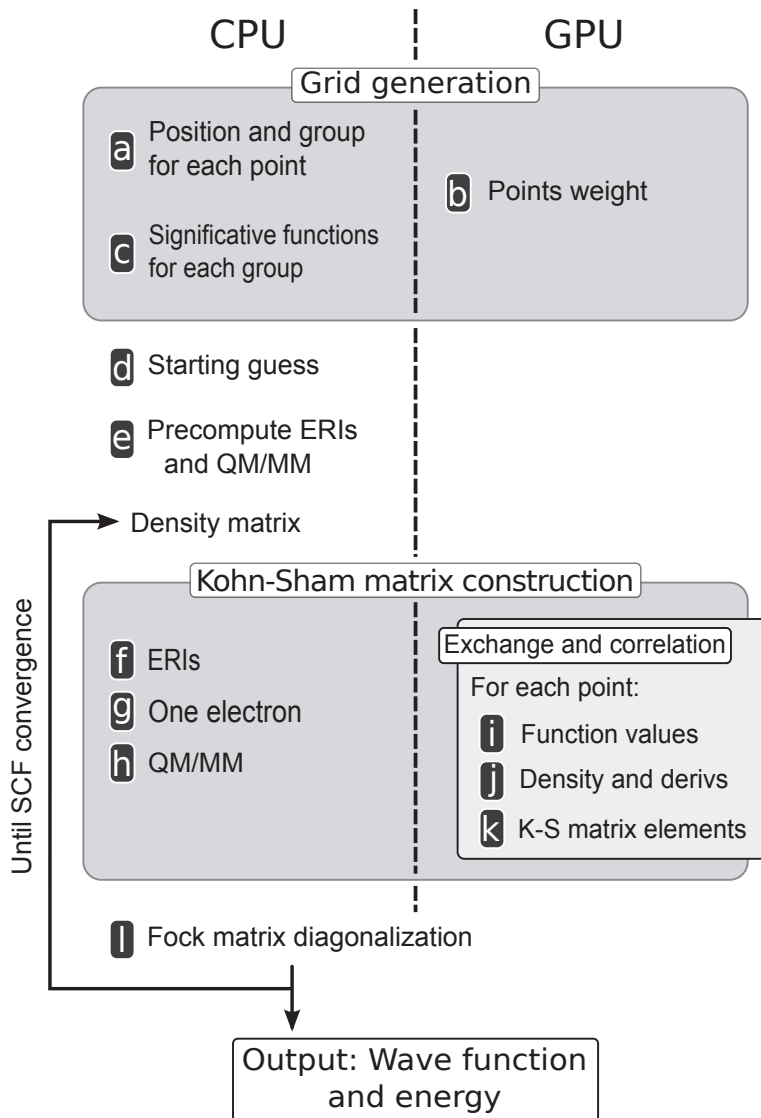 CPU
GPU
Grid generation
a Position and group
for each point
b Points weight
c Significative functions
for each group
d Starting guess
e Precompute ERIs
and QM/MM
Density matrix
Until SCF convergence
Kohn-Sham matrix construction
f ERIs
g One electron
h QM/MM
Exchange and correlation
For each point:
i Function values
j Density and derivs
k K-S matrix elements
l Fock matrix diagonalization
Output: Wave function
and energy